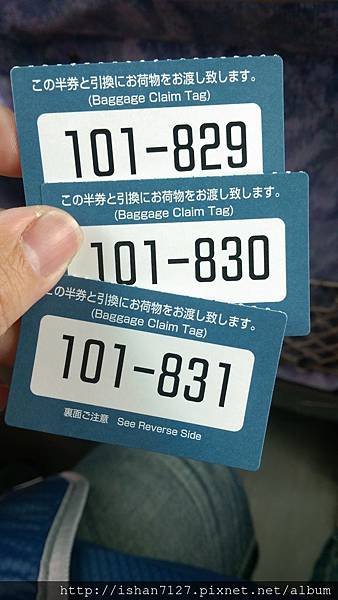 この半券と引換にお荷物をお渡し致します。
(Baggage Claim Tag)
101-829
この半券と引換にお荷物をお渡し致します。
(Baggage Claim Tag)
101-830
の半券と引換にお荷物をお渡し致します。
(Baggage Claim Tag)
101-831
裏面ご注意 See Reverse Side
http://ishan7127.pixnet.net/album